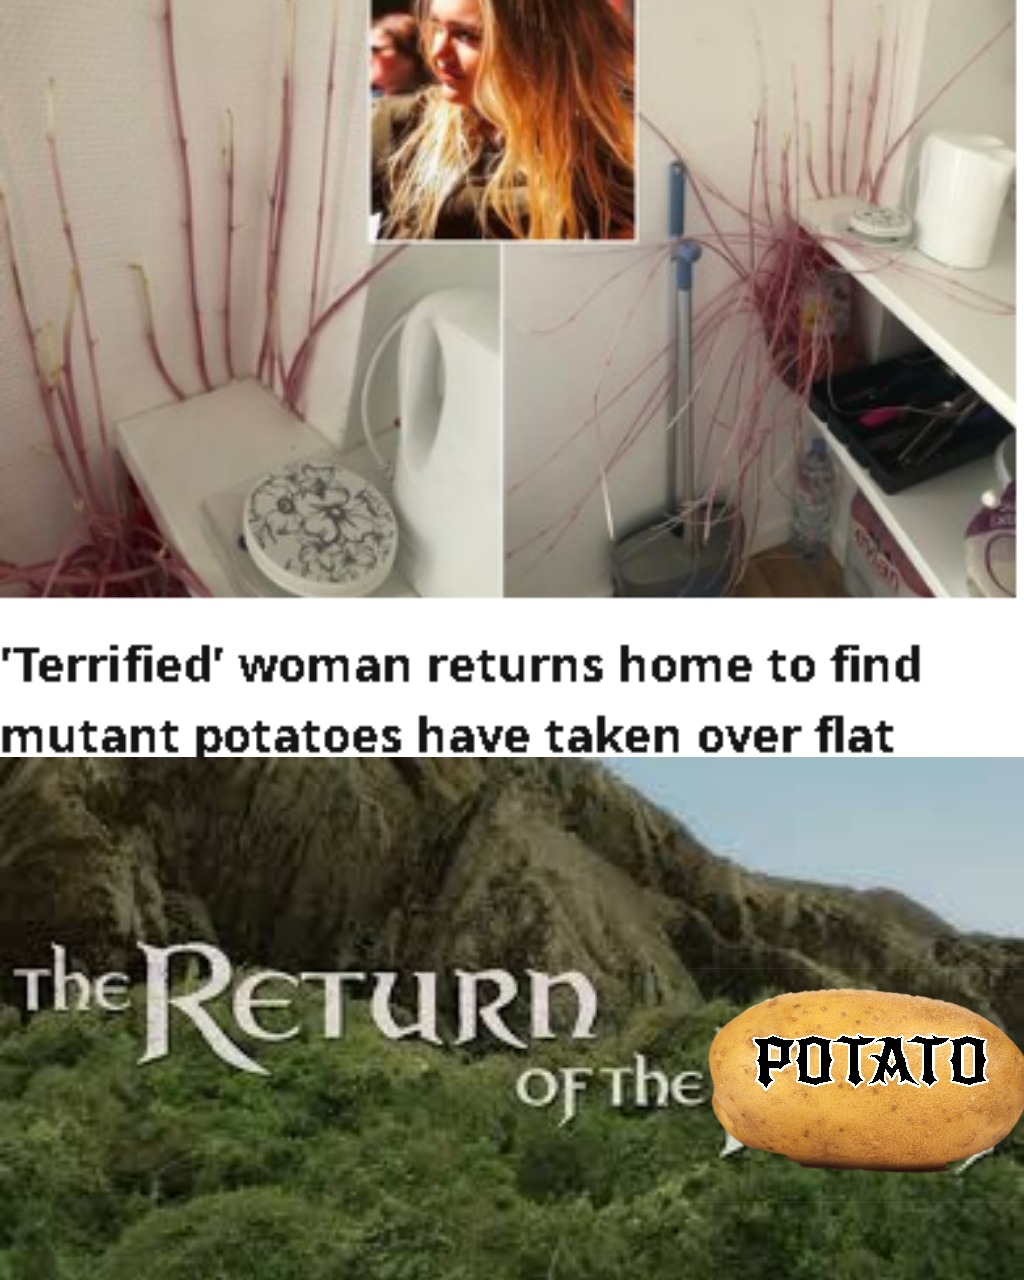 'Terrified' woman returns home to find
mutant potatoes have taken over flat
The Return
of the
POTATO